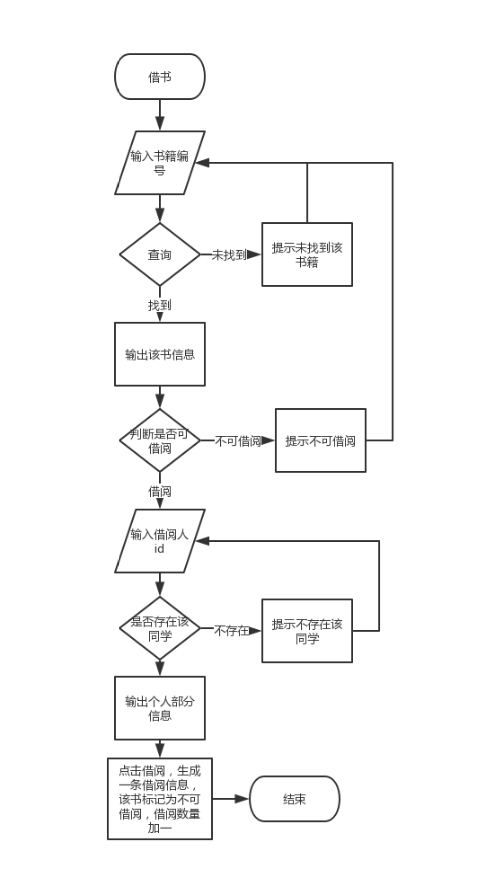 借书
输入书籍编
号
查询
未找到
提示未找到该
书籍
找到
输出该书信息
判断是否可
借阅
不可借阅
提示不可借阅
借阅
输入借阅人
id
是否存在该
同学
不存在
提示不存在该
同学
输出个人部分
信息
点击借阅，生成
一条借阅信息，
该书标记为不可
借阅，借阅数量
加一
结束